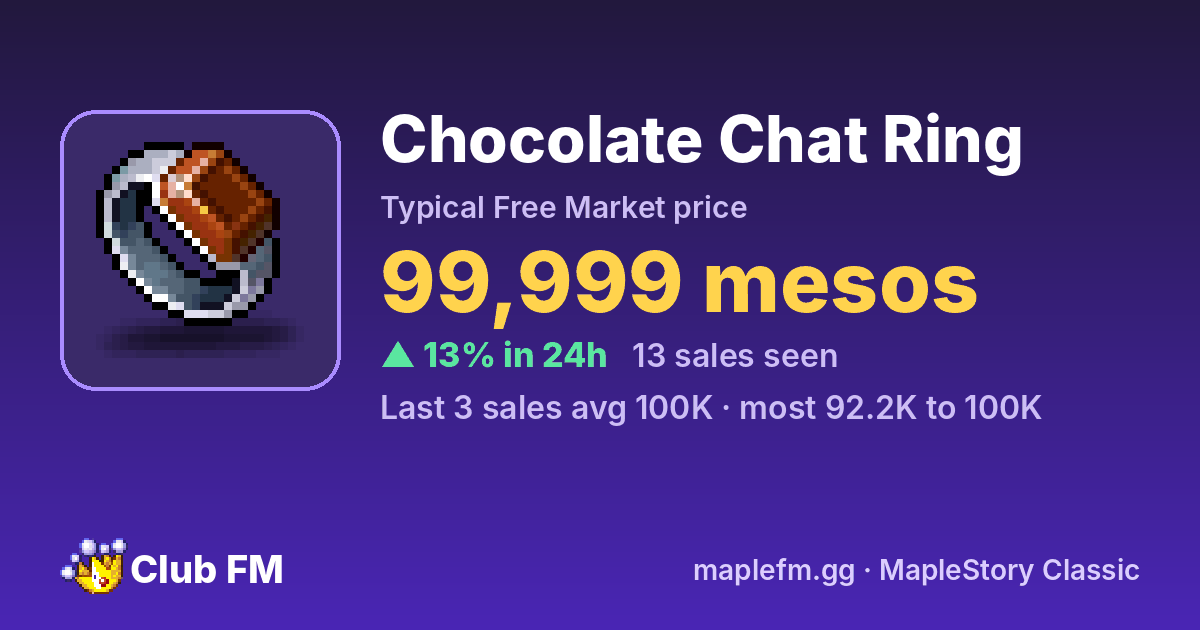 Chocolate Chat Ring
Typical Free Market price
99,999 mesos
▲ 13% in 24h 13 sales seen
Last 3 sales avg 100K · most 92.2K to 100K
Club FM
maplefm.gg · MapleStory Classic